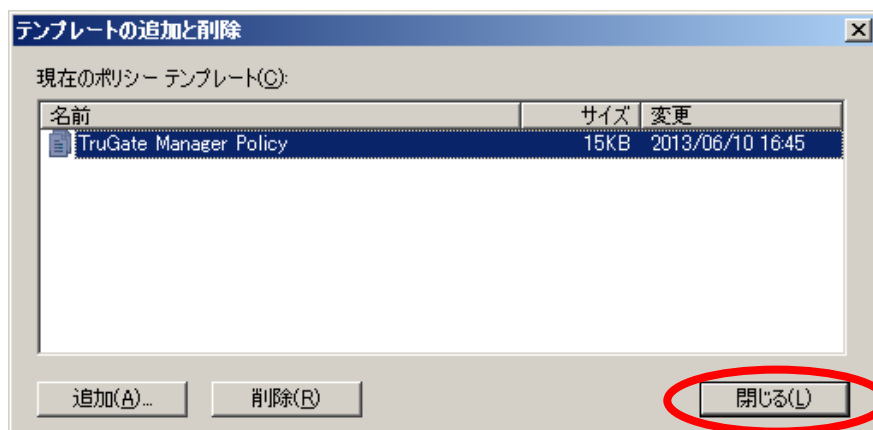 テンプレートの追加と削除
現在のポリシー テンプレート(C):
名前 サイズ 変更
TruGate Manager Policy 15KB 2013/06/10 16:45
追加(A)... 削除(R) 閉じる(L)